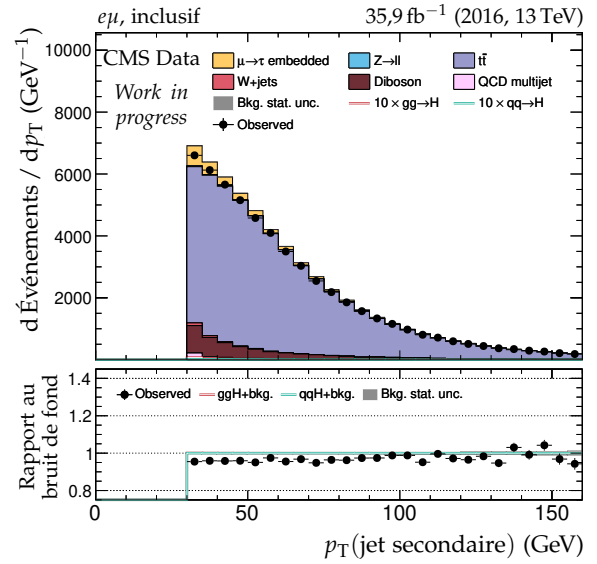 eμ, inclusif 35,9 fb⁻¹ (2016, 13 TeV)
d Événements / dp_T (GeV⁻¹)
10000
8000
6000
4000
2000
CMS Data
Work in
progress
μ→τ embedded Z→ll tt̄
W+jets Diboson QCD multijet
Bkg. stat. unc. 10 × gg→H 10 × qq→H
Observed
Rapport au
bruit de fond
1.4
1.2
1.0
0.8
Observed ggH+bkg. qqH+bkg. Bkg. stat. unc.
0 50 100 150
p_T(jet secondaire) (GeV)